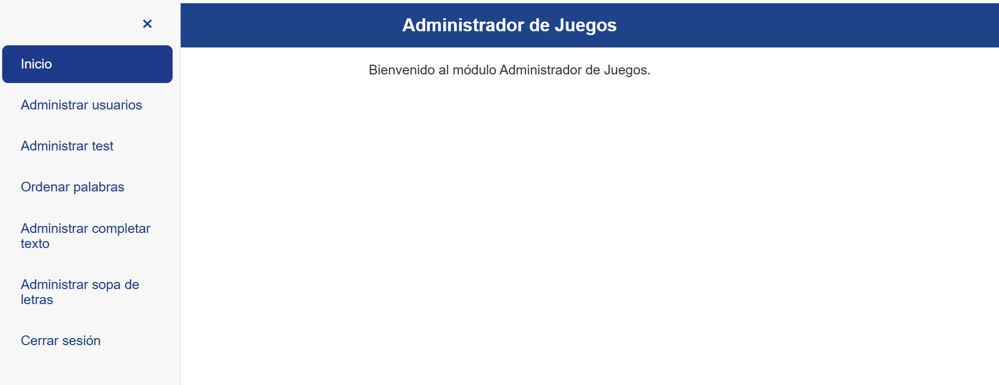 ×
Inicio
Administrar usuarios
Administrar test
Ordenar palabras
Administrar completar
texto
Administrar sopa de
letras
Cerrar sesión
Administrador de Juegos
Bienvenido al módulo Administrador de Juegos.